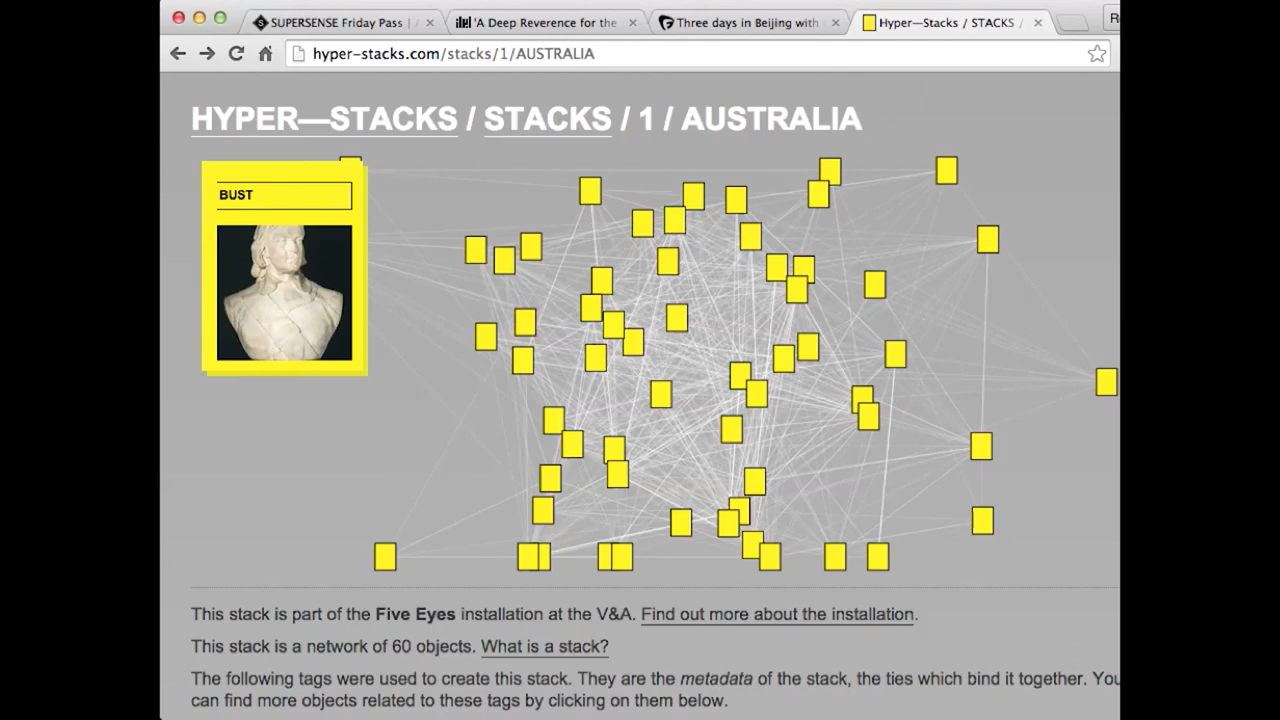 SUPERSENSE Friday Pass |
'A Deep Reverence for the
Three days in Beijing with
Hyper—Stacks / STACKS /
hyper-stacks.com/stacks/1/AUSTRALIA
HYPER—STACKS / STACKS / 1 / AUSTRALIA
BUST
This stack is part of the Five Eyes installation at the V&A. Find out more about the installation.
This stack is a network of 60 objects. What is a stack?
The following tags were used to create this stack. They are the metadata of the stack, the ties which bind it together. You
can find more objects related to these tags by clicking on them below.